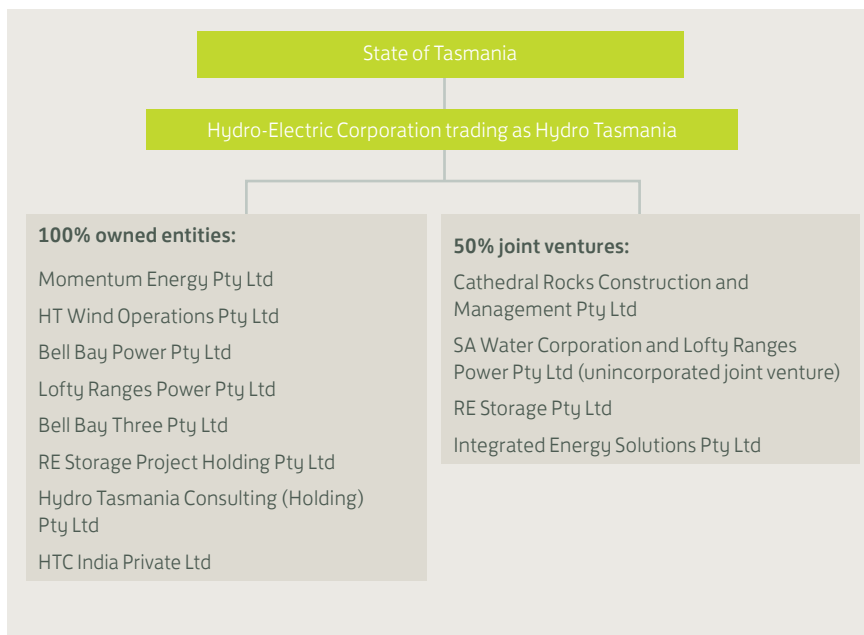 State of Tasmania
Hydro-Electric Corporation trading as Hydro Tasmania
100% owned entities:
Momentum Energy Pty Ltd
HT Wind Operations Pty Ltd
Bell Bay Power Pty Ltd
Lofty Ranges Power Pty Ltd
Bell Bay Three Pty Ltd
RE Storage Project Holding Pty Ltd
Hydro Tasmania Consulting (Holding)
Pty Ltd
HTC India Private Ltd
50% joint ventures:
Cathedral Rocks Construction and
Management Pty Ltd
SA Water Corporation and Lofty Ranges
Power Pty Ltd (unincorporated joint venture)
RE Storage Pty Ltd
Integrated Energy Solutions Pty Ltd